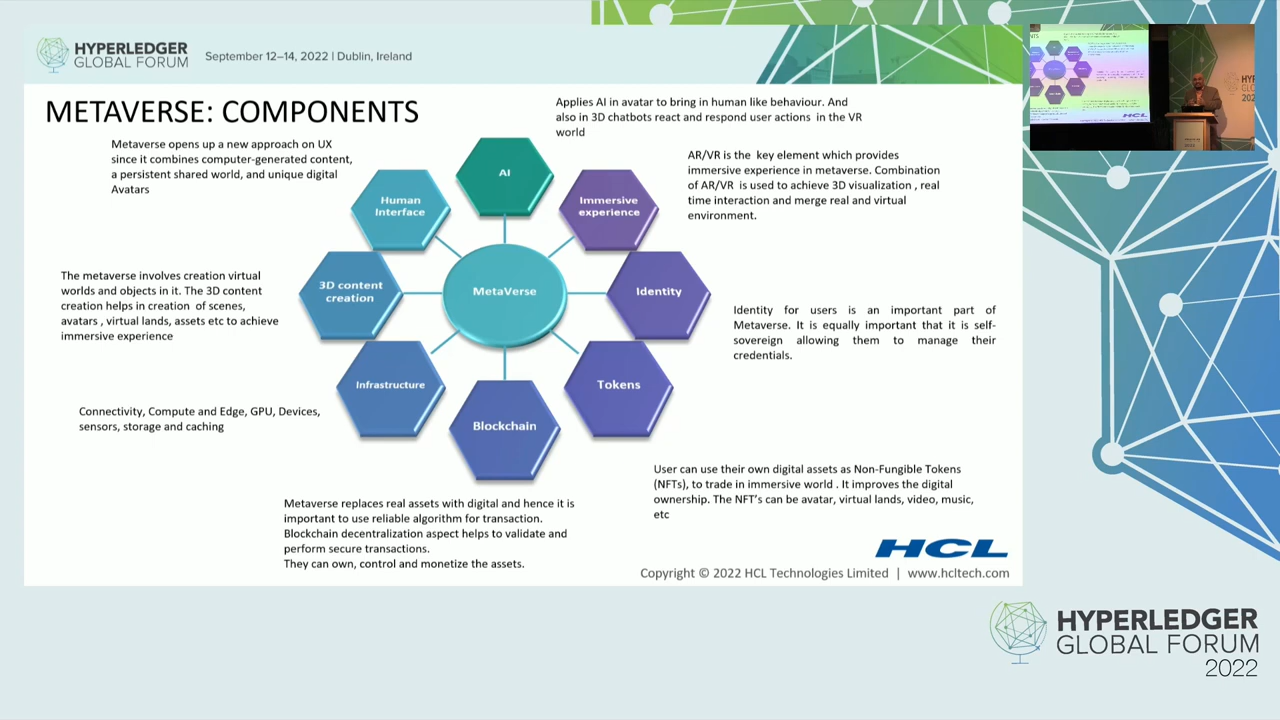 HYPERLEDGER
GLOBAL FORUM
September 12–14, 2022 | Dublin, Ireland
METAVERSE: COMPONENTS
Applies AI in avatar to bring in human like behaviour. And
also in 3D chatbots react and respond user actions in the VR
world
Metaverse opens up a new approach on UX
since it combines computer-generated content,
a persistent shared world, and unique digital
Avatars
AR/VR is the key element which provides
immersive experience in metaverse. Combination
of AR/VR is used to achieve 3D visualization , real
time interaction and merge real and virtual
environment.
AI
Human
Interface
Immersive
experience
3D content
creation
MetaVerse
Identity
Infrastructure
Tokens
Blockchain
The metaverse involves creation virtual
worlds and objects in it. The 3D content
creation helps in creation of scenes,
avatars , virtual lands, assets etc to achieve
immersive experience
Identity for users is an important part of
Metaverse. It is equally important that it is self-
sovereign allowing them to manage their
credentials.
Connectivity, Compute and Edge, GPU, Devices,
sensors, storage and caching
User can use their own digital assets as Non-Fungible Tokens
(NFTs), to trade in immersive world . It improves the digital
ownership. The NFT's can be avatar, virtual lands, video, music,
etc
Metaverse replaces real assets with digital and hence it is
important to use reliable algorithm for transaction.
Blockchain decentralization aspect helps to validate and
perform secure transactions.
They can own, control and monetize the assets.
HCL
Copyright © 2022 HCL Technologies Limited | www.hcltech.com
HCL
HYPERLEDGER
GLOBAL FORUM
2022